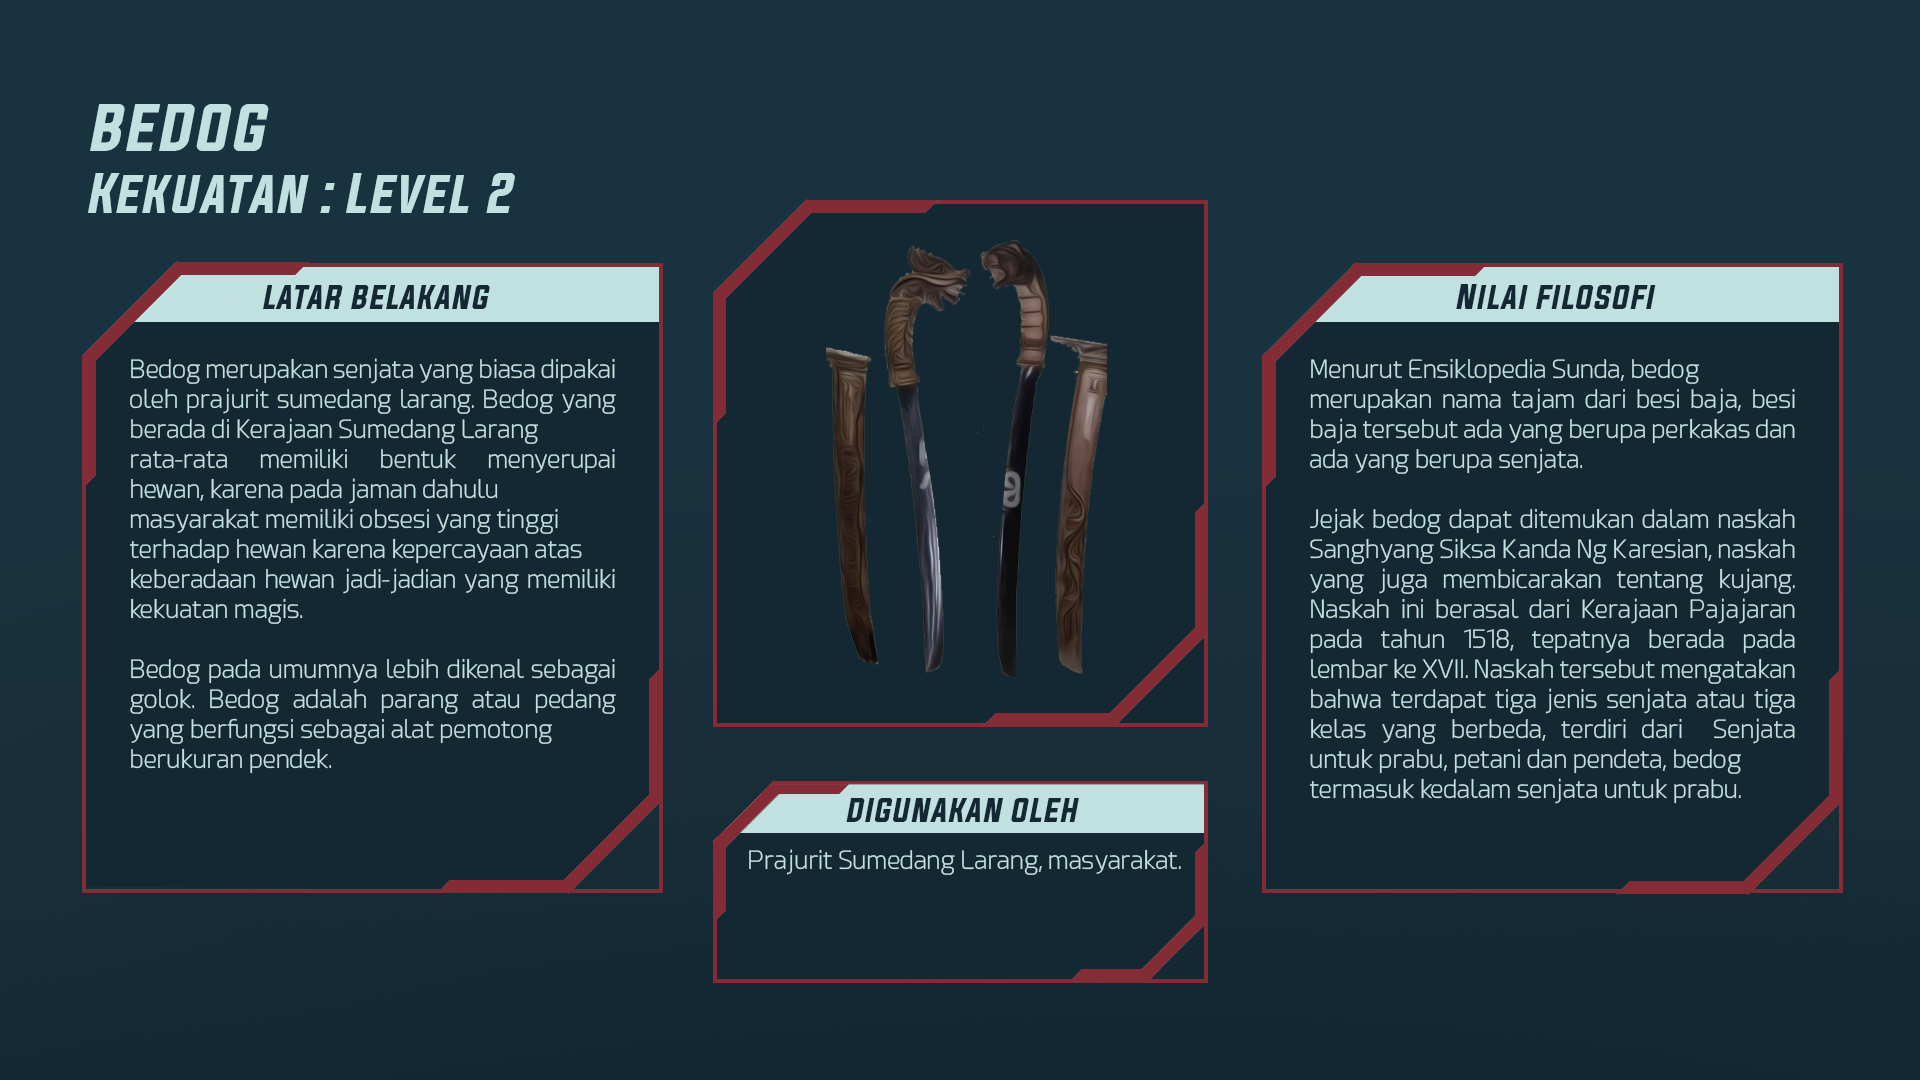 BEDOG
KEKUATAN : LEVEL 2
LATAR BELAKANG
Bedog merupakan senjata yang biasa dipakai
oleh prajurit sumedang larang. Bedog yang
berada di Kerajaan Sumedang Larang
rata-rata memiliki bentuk menyerupai
hewan, karena pada jaman dahulu
masyarakat memiliki obsesi yang tinggi
terhadap hewan karena kepercayaan atas
keberadaan hewan jadi-jadian yang memiliki
kekuatan magis.
Bedog pada umumnya lebih dikenal sebagai
golok. Bedog adalah parang atau pedang
yang berfungsi sebagai alat pemotong
berukuran pendek.
DIGUNAKAN OLEH
Prajurit Sumedang Larang, masyarakat.
NILAI FILOSOFI
Menurut Ensiklopedia Sunda, bedog
merupakan nama tajam dari besi baja, besi
baja tersebut ada yang berupa perkakas dan
ada yang berupa senjata.
Jejak bedog dapat ditemukan dalam naskah
Sanghyang Siksa Kanda Ng Karesian, naskah
yang juga membicarakan tentang kujang.
Naskah ini berasal dari Kerajaan Pajajaran
pada tahun 1518, tepatnya berada pada
lembar ke XVII. Naskah tersebut mengatakan
bahwa terdapat tiga jenis senjata atau tiga
kelas yang berbeda, terdiri dari Senjata
untuk prabu, petani dan pendeta, bedog
termasuk kedalam senjata untuk prabu.